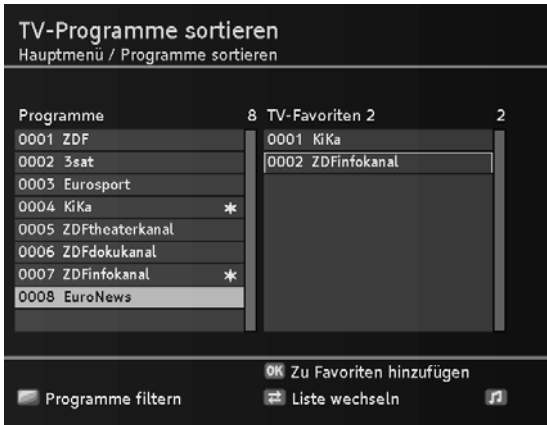 TV-Programme sortieren
Hauptmenü / Programme sortieren
Programme 8
0001 ZDF
0002 3sat
0003 Eurosport
0004 KiKa *
0005 ZDFtheaterkanal
0006 ZDFdokukanal
0007 ZDFinfokanal *
0008 EuroNews
TV-Favoriten 2 2
0001 KiKa
0002 ZDFinfokanal
OK Zu Favoriten hinzufügen
Programme filtern
Liste wechseln